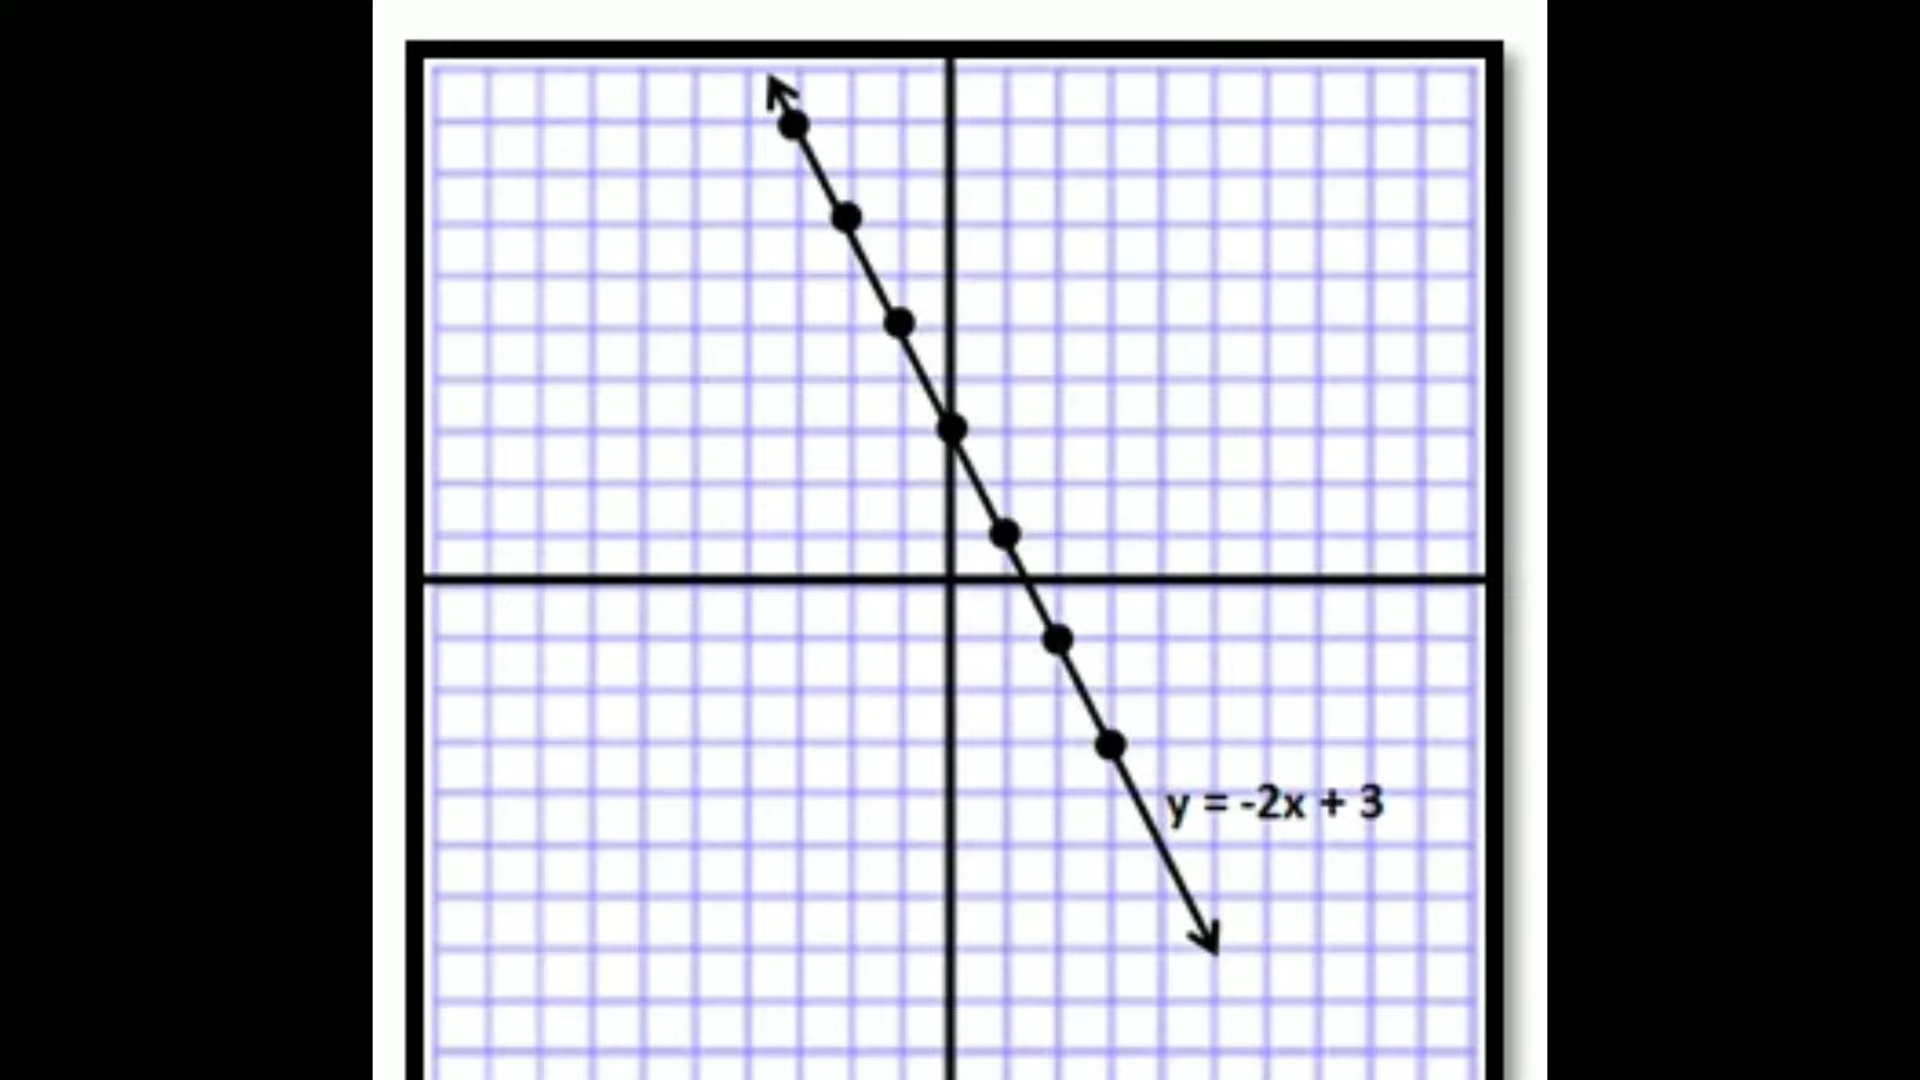 y = -2x + 3